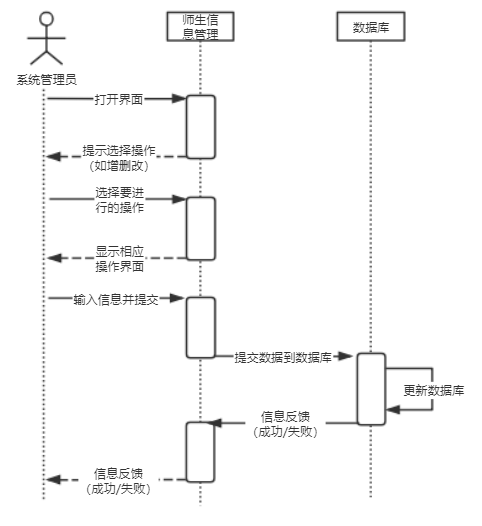 师生信
息管理
数据库
系统管理员
打开界面
提示选择操作
（如增删改）
选择要进
行的操作
显示相应
操作界面
输入信息并提交
提交数据到数据库
更新数据库
信息反馈
（成功/失败）
信息反馈
（成功/失败）